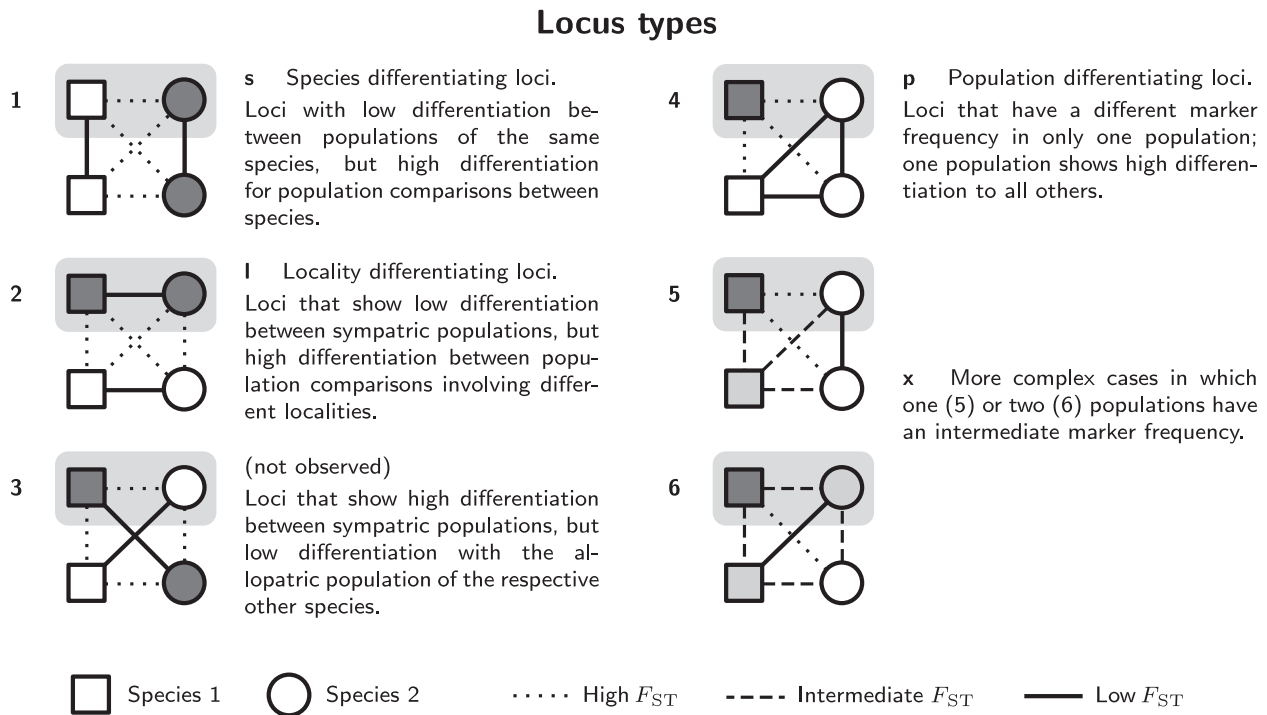 Locus types
1
s Species differentiating loci.
Loci with low differentiation be-
tween populations of the same
species, but high differentiation
for population comparisons between
species.
2
l Locality differentiating loci.
Loci that show low differentiation
between sympatric populations, but
high differentiation between popu-
lation comparisons involving differ-
ent localities.
3
(not observed)
Loci that show high differentiation
between sympatric populations, but
low differentiation with the al-
lopatric population of the respective
other species.
4
p Population differentiating loci.
Loci that have a different marker
frequency in only one population;
one population shows high differen-
tiation to all others.
5
x More complex cases in which
one (5) or two (6) populations have
an intermediate marker frequency.
6
Species 1 Species 2 High FST Intermediate FST Low FST